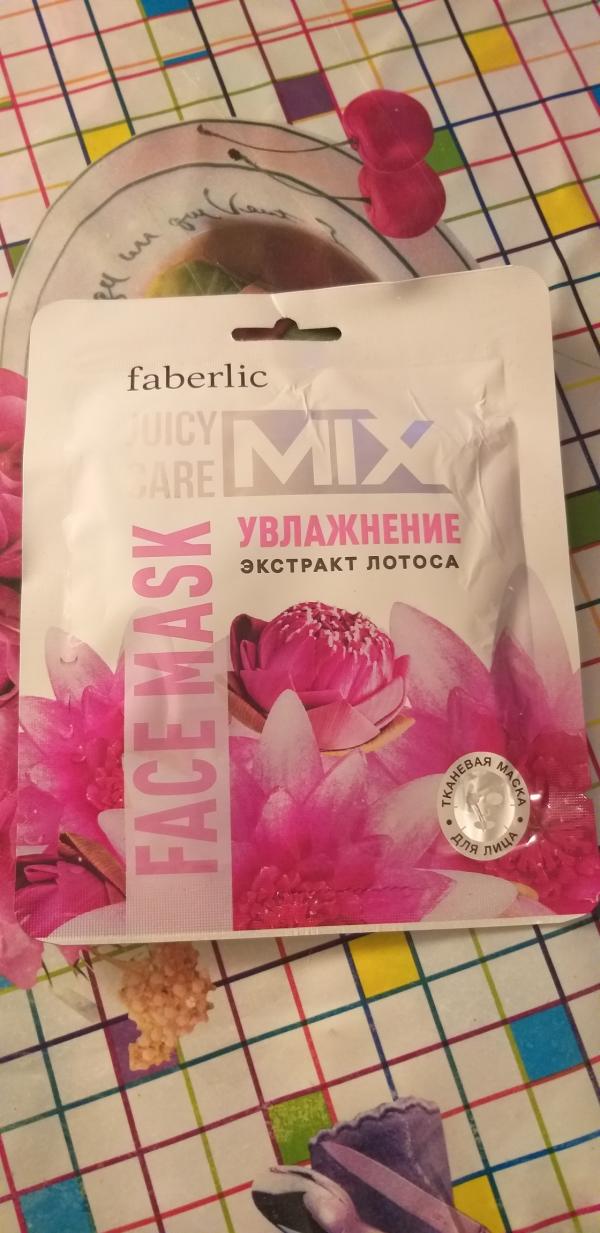 faberlic
JUICY
CARE
MIX
УВЛАЖНЕНИЕ
ЭКСТРАКТ ЛОТОСА
FACE MASK
ТКАНЕВАЯ МАСКА
• ДЛЯ ЛИЦА •